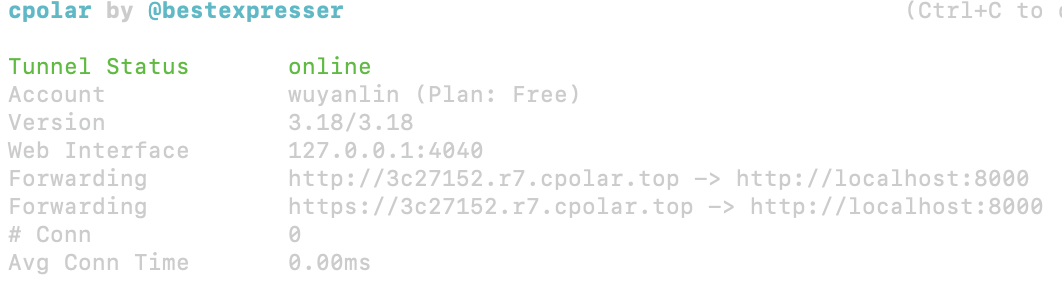 cpolar by @bestexpresser (Ctrl+C to
Tunnel Status online
Account wuyanlin (Plan: Free)
Version 3.18/3.18
Web Interface 127.0.0.1:4040
Forwarding http://3c27152.r7.cpolar.top -> http://localhost:8000
Forwarding https://3c27152.r7.cpolar.top -> http://localhost:8000
# Conn 0
Avg Conn Time 0.00ms